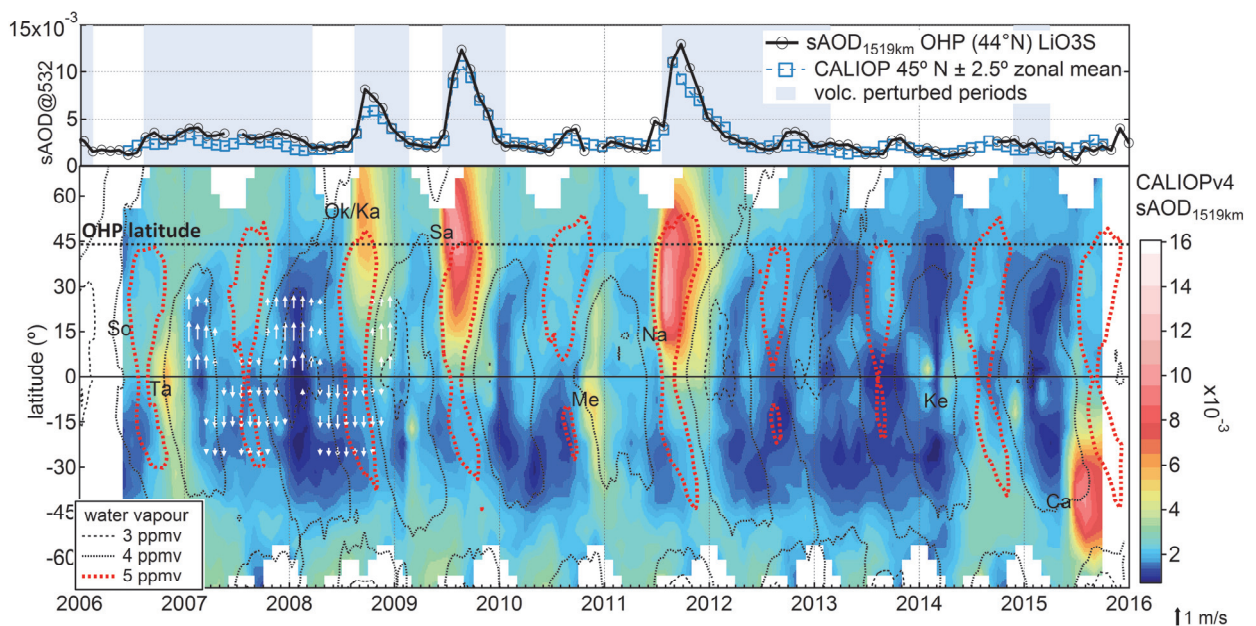 15x10-3
10
5
0
sAOD@532
sAOD1519km OHP (44°N) LiO3S
CALIOP 45º N ± 2.5º zonal mean
volc. perturbed periods
CALIOPv4
sAOD1519km
60
45
30
15
0
-15
-30
-45
-60
latitude (º)
OHP latitude
Ok/Ka
Sa
So
Ta
Na
Me
Ke
Ca
16
14
12
10
8
6
4
2
x10-3
water vapour
3 ppmv
4 ppmv
5 ppmv
2006 2007 2008 2009 2010 2011 2012 2013 2014 2015 2016
1 m/s